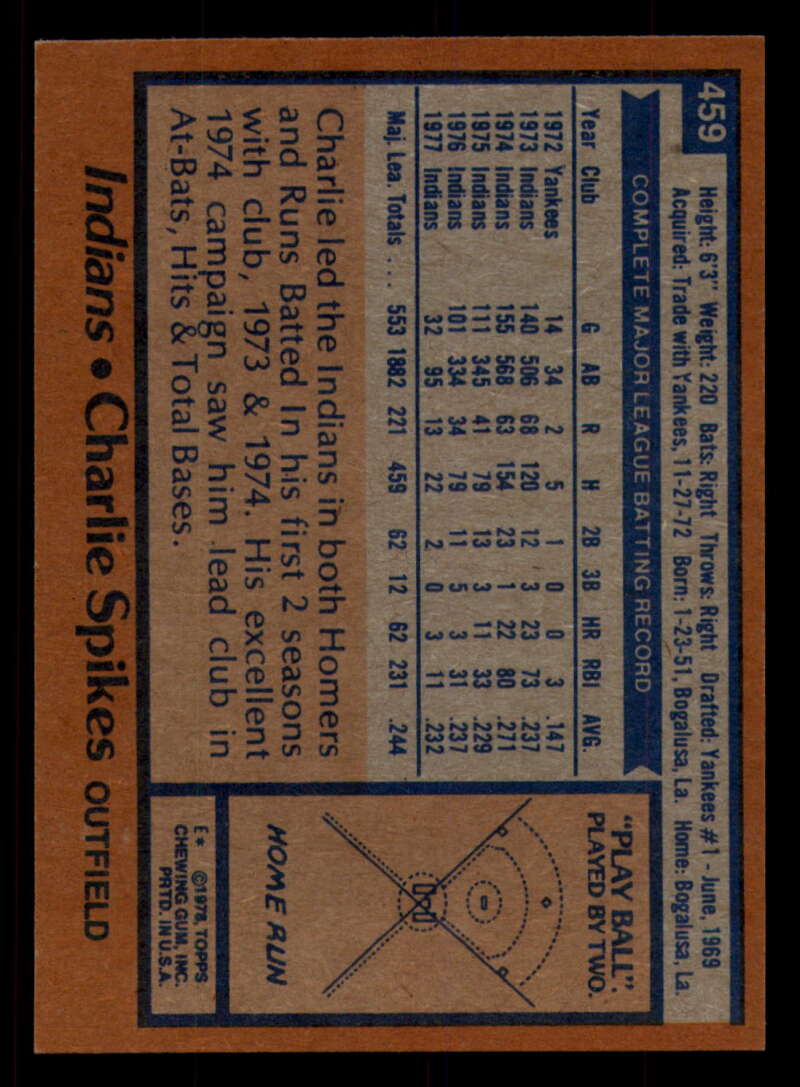 459
Height: 6'3" Weight: 220 Bats: Right Throws: Right Drafted: Yankees #1 - June, 1969
Acquired: Trade with Yankees, 11-27-72 Born: 1-23-51, Bogalusa, La. Home: Bogalusa, La.
COMPLETE MAJOR LEAGUE BATTING RECORD
Year Club G AB R H 2B 3B HR RBI AVG.
1972 Yankees 14 34 2 5 1 0 0 3 .147
1973 Indians 140 506 68 120 12 3 23 73 .237
1974 Indians 155 568 63 154 23 1 22 80 .271
1975 Indians 111 345 41 79 13 3 11 33 .229
1976 Indians 101 334 34 79 11 5 3 31 .237
1977 Indians 32 95 13 22 2 0 3 11 .232
Maj. Lea. Totals . . . 553 1882 221 459 62 12 62 231 .244
Charlie led the Indians in both Homers
and Runs Batted In his first 2 seasons
with club, 1973 & 1974. His excellent
1974 campaign saw him lead club in
At-Bats, Hits & Total Bases.
"PLAY BALL".
PLAYED BY TWO.
HOME RUN
E* ©1978, TOPPS
CHEWING GUM, INC.
PRTD. IN U.S.A.
Indians • Charlie Spikes OUTFIELD